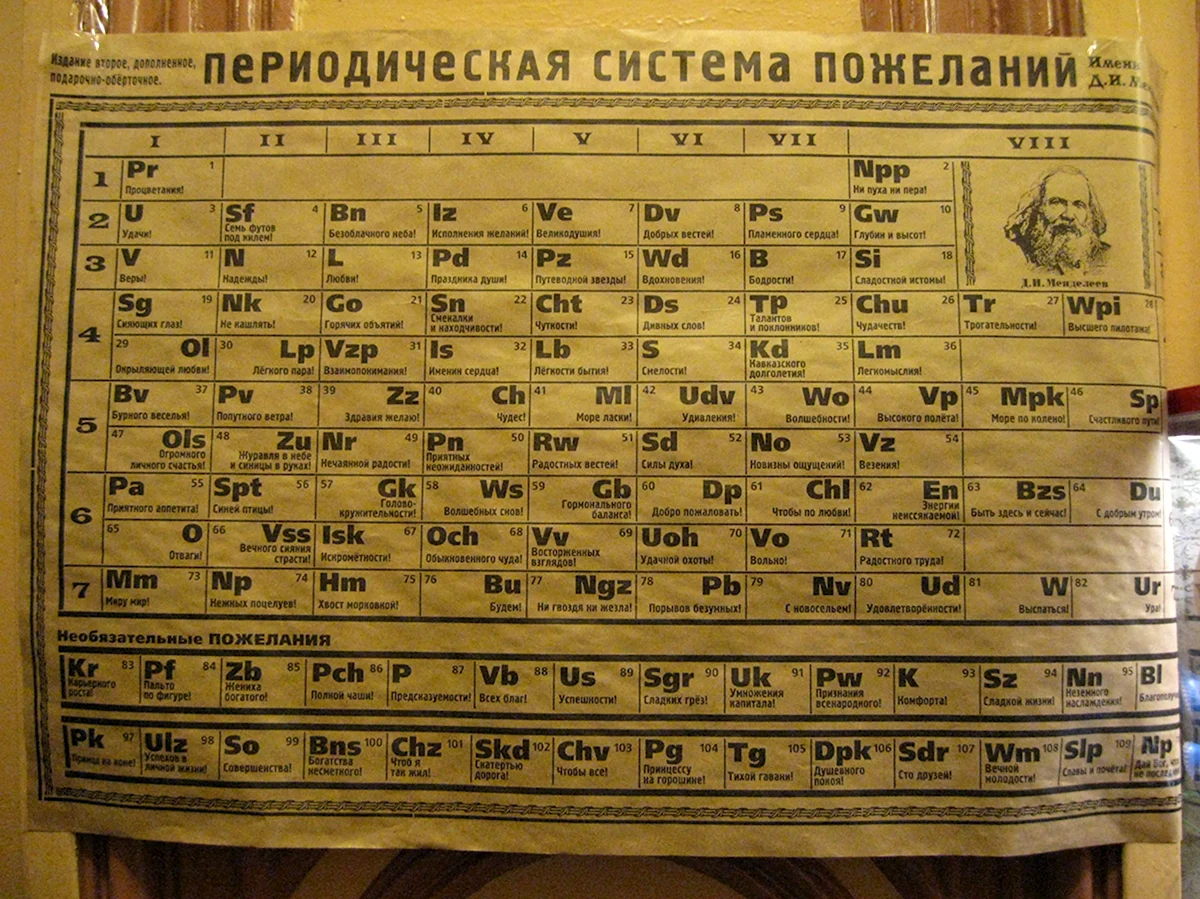 Издание второе, дополненное,
подарочно-обёрточное.
ПЕРИОДИЧЕСКАЯ СИСТЕМА ПОЖЕЛАНИЙ
Имени
Д.И.
I II III IV V VI VII VIII
1
Pr 1
Процветания!
Npp 2
Ни пуха ни пера!
2
U 3
Удачи!
Sf 4
Семь футов
под килем!
Bn 5
Безоблачного неба!
Iz 6
Исполнения желаний!
Ve 7
Великодушия!
Dv 8
Добрых вестей!
Ps 9
Пламенного сердца!
Gw 10
Глубин и высот!
3
V 11
Веры!
N 12
Надежды!
L 13
Любви!
Pd 14
Праздника души!
Pz 15
Путеводной звезды!
Wd 16
Вдохновения!
B 17
Бодрости!
Si 18
Сладостной истомы!
Д.И.Менделеев
4
Sg 19
Сияющих глаз!
Nk 20
Не кашлять!
Go 21
Горячих объятий!
Sn 22
Смекалки
и находчивости!
Cht 23
Чуткости!
Ds 24
Дивных слов!
TP 25
Талантов
и поклонников!
Chu 26
Чудачеств!
Tr 27
Трогательности!
Wpi 28
Высшего пилотажа!
29 Ol
Окрыляющей любви!
30 Lp
Лёгкого пара!
Vzp 31
Взаимопонимания!
Is 32
Именин сердца!
Lb 33
Лёгкости бытия!
S 34
Смелости!
Kd 35
Кавказского
долголетия!
Lm 36
Легкомыслия!
5
Bv 37
Бурного веселья!
Pv 38
Попутного ветра!
39 Zz
Здравия желаю!
40 Ch
Чудес!
41 Ml
Море ласки!
42 Udv
Удивления!
43 Wo
Волшебности!
44 Vp
Высокого полёта!
45 Mpk
Море по колено!
46 Sp
Счастливого пути!
47 Ols
Огромного
личного счастья!
48 Zu
Журавля в небе
и синицы в руках!
Nr 49
Нечаянной радости!
Pn 50
Приятных
неожиданностей!
Rw 51
Радостных вестей!
Sd 52
Силы духа!
No 53
Новизны ощущений!
Vz 54
Везения!
6
Pa 55
Приятного аппетита!
Spt 56
Синей птицы!
57 Gk
Голово-
кружительности!
58 Ws
Волшебных снов!
59 Gb
Гормонального
баланса!
60 Dp
Добро пожаловать!
61 Chl
Чтобы по любви!
62 En
Энергии
неиссякаемой!
63 Bzs
Быть здесь и сейчас!
64 Du
С добрым утром!
65 O
Отваги!
66 Vss
Вечного сияния
страсти!
Isk 67
Искромётности!
Och 68
Обыкновенного чуда!
Vv 69
Восторженных
взглядов!
Uoh 70
Удачной охоты!
Vo 71
Вольно!
Rt 72
Радостного труда!
7
Mm 73
Миру мир!
Np 74
Нежных поцелуев!
Hm 75
Хвост морковкой!
76 Bu
Будем!
77 Ngz
Ни гвоздя ни жезла!
78 Pb
Порывов безумных!
79 Nv
С новосельем!
80 Ud
Удовлетворённости!
81 W
Выспаться!
82 Ur
Ура!
Необязательные ПОЖЕЛАНИЯ
Kr 83
Карьерного
роста!
Pf 84
Пальто
по фигуре!
Zb 85
Жениха
богатого!
Pch 86
Полной чаши!
P 87
Предсказуемости!
Vb 88
Всех благ!
Us 89
Успешности!
Sgr 90
Сладких грёз!
Uk 91
Умножения
капитала!
Pw 92
Признания
всенародного!
K 93
Комфорта!
Sz 94
Сладкой жизни!
Nn 95
Неземного
наслаждения!
Bl
Pk 97
Принца на коне!
Ulz 98
Успехов в
личной жизни!
So 99
Совершенства!
Bns 100
Богатства
несметного!
Chz 101
Чтоб я
так жил!
Skd 102
Скатертью
дорога!
Chv 103
Чтобы все!
Pg 104
Принцессу
на горошине!
Tg 105
Тихой гавани!
Dpk 106
Душевного
покоя!
Sdr 107
Сто друзей!
Wm 108
Вечной
молодости!
Slp 109
Славы и почёта!
Np
Дай Бог,
не